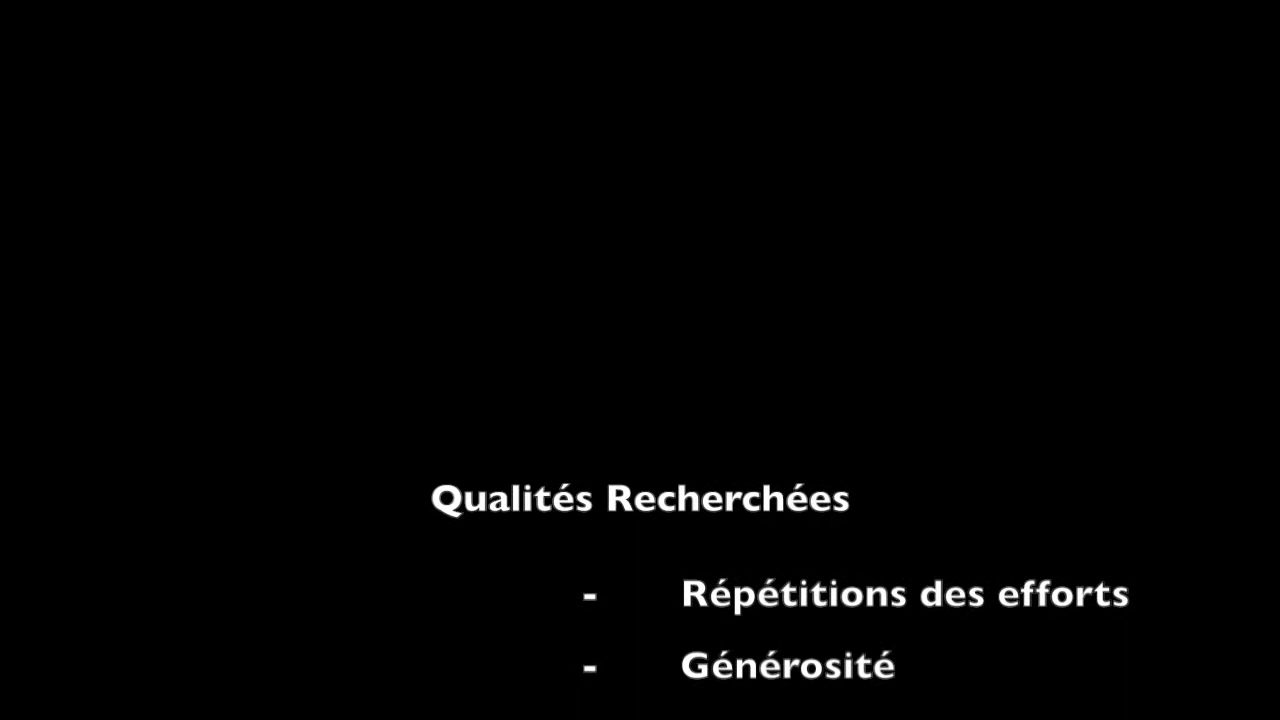 Qualités Recherchées
- Répétitions des efforts
- Générosité